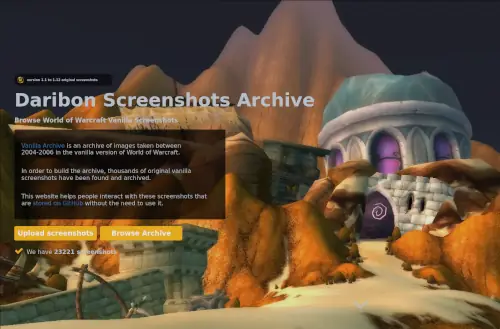 version 1.1 to 1.12 original screenshots
Daribon Screenshots Archive
Browse World of Warcraft Vanilla Screenshots
Vanilla Archive is an archive of images taken between
2004-2006 in the vanilla version of World of Warcraft.
In order to build the archive, thousands of original vanilla
screenshots have been found and archived.
This website helps people interact with these screenshots that
are stored on GitHub without the need to use it.
Upload screenshots
Browse Archive
We have 23221 screenshots